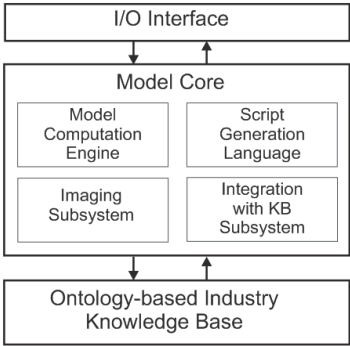 I/O Interface
Model Core
Model
Computation
Engine
Script
Generation
Language
Imaging
Subsystem
Integration
with KB
Subsystem
Ontology-based Industry
Knowledge Base